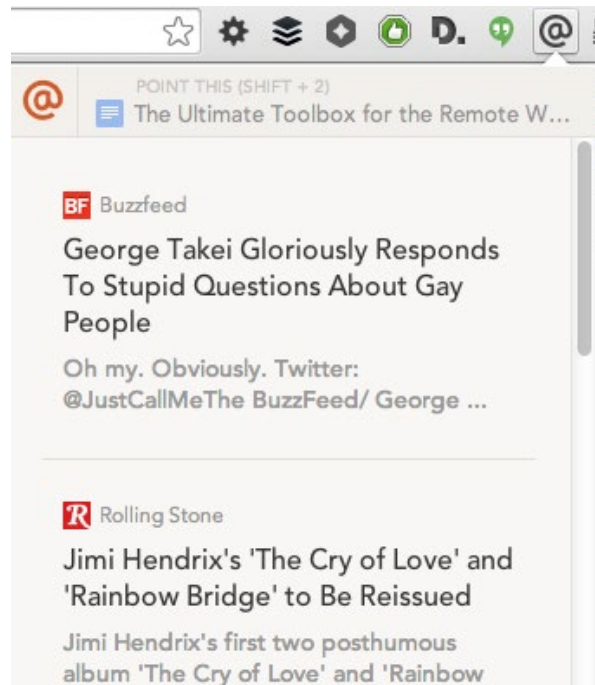 D.
@
@
POINT THIS (SHIFT + 2)
The Ultimate Toolbox for the Remote W...
BF Buzzfeed
George Takei Gloriously Responds
To Stupid Questions About Gay
People
Oh my. Obviously. Twitter:
@JustCallMeThe BuzzFeed/ George ...
R Rolling Stone
Jimi Hendrix's 'The Cry of Love' and
'Rainbow Bridge' to Be Reissued
Jimi Hendrix's first two posthumous
album 'The Cry of Love' and 'Rainbow